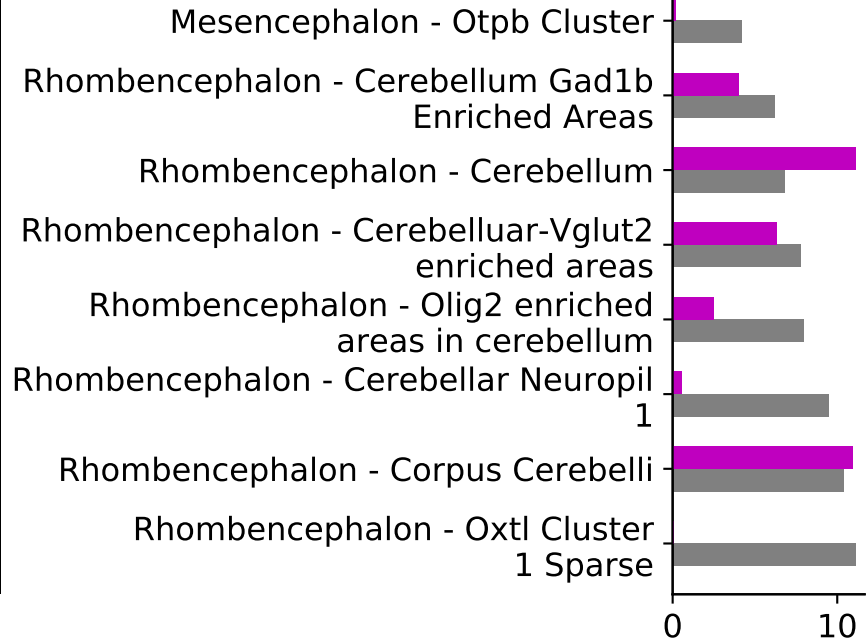 Mesencephalon - Otpb Cluster
Rhombencephalon - Cerebellum Gad1b
Enriched Areas
Rhombencephalon - Cerebellum
Rhombencephalon - Cerebelluar-Vglut2
enriched areas
Rhombencephalon - Olig2 enriched
areas in cerebellum
Rhombencephalon - Cerebellar Neuropil
1
Rhombencephalon - Corpus Cerebelli
Rhombencephalon - Oxtl Cluster
1 Sparse
0 10